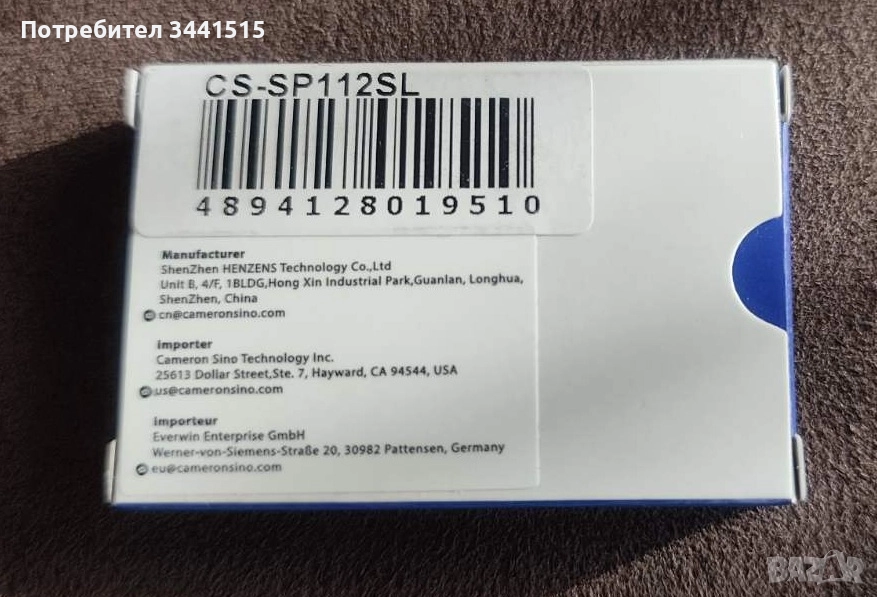 Потребител 3441515
CS-SP112SL
4894128019510
Manufacturer
ShenZhen HENZENS Technology Co.,Ltd
Unit B, 4/F, 1BLDG,Hong Xin Industrial Park,Guanlan, Longhua,
ShenZhen, China
cn@cameronsino.com
Importer
Cameron Sino Technology Inc.
25613 Dollar Street,Ste. 7, Hayward, CA 94544, USA
us@cameronsino.com
Importeur
Everwin Enterprise GmbH
Werner-von-Siemens-Straße 20, 30982 Pattensen, Germany
eu@cameronsino.com
BAZAR